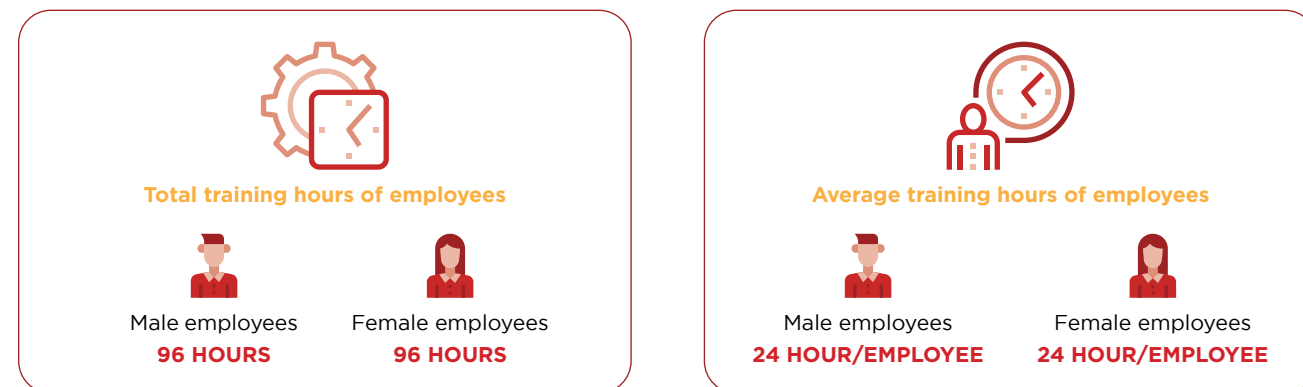 Total training hours of employees
Male employees
96 HOURS
Female employees
96 HOURS
Average training hours of employees
Male employees
24 HOUR/EMPLOYEE
Female employees
24 HOUR/EMPLOYEE